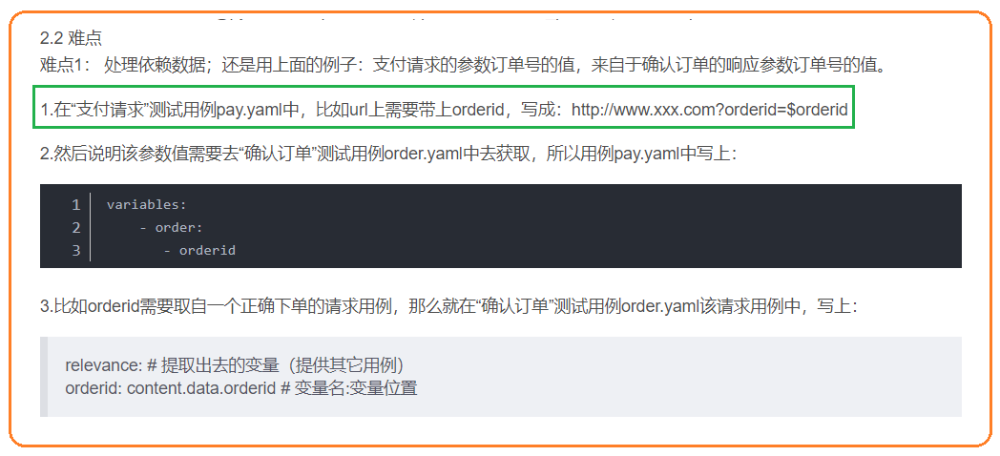 2.2 难点
难点1： 处理依赖数据；还是用上面的例子：支付请求的参数订单号的值，来自于确认订单的响应参数订单号的值。
1.在“支付请求”测试用例pay.yaml中，比如url上需要带上orderid，写成：http://www.xxx.com?orderid=$orderid
2.然后说明该参数值需要去“确认订单”测试用例order.yaml中去获取，所以用例pay.yaml中写上：
1 variables:
2 - order:
3 - orderid
3.比如orderid需要取自一个正确下单的请求用例，那么就在“确认订单”测试用例order.yaml该请求用例中，写上：
relevance: # 提取出去的变量（提供其它用例）
orderid: content.data.orderid # 变量名:变量位置